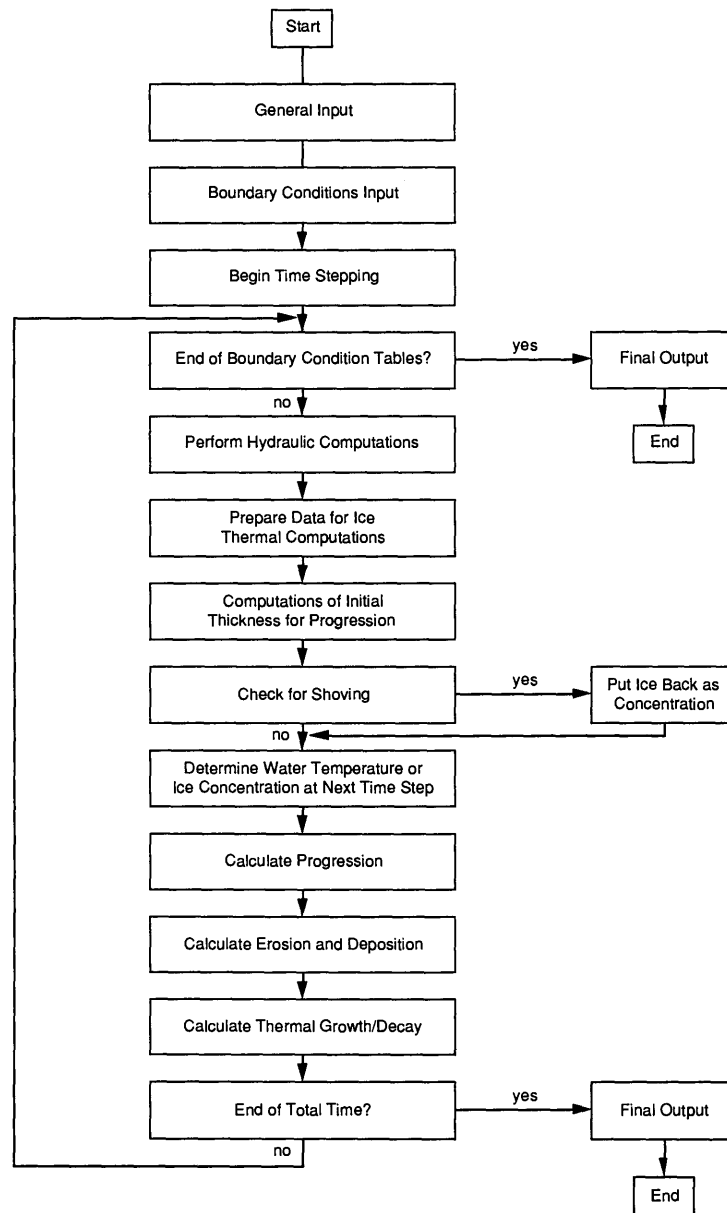 Start
General Input
Boundary Conditions Input
Begin Time Stepping
End of Boundary Condition Tables?
yes
Final Output
End
no
Perform Hydraulic Computations
Prepare Data for Ice
Thermal Computations
Computations of Initial
Thickness for Progression
Check for Shoving
yes
Put Ice Back as
Concentration
no
Determine Water Temperature or
Ice Concentration at Next Time Step
Calculate Progression
Calculate Erosion and Deposition
Calculate Thermal Growth/Decay
End of Total Time?
yes
Final Output
End
no